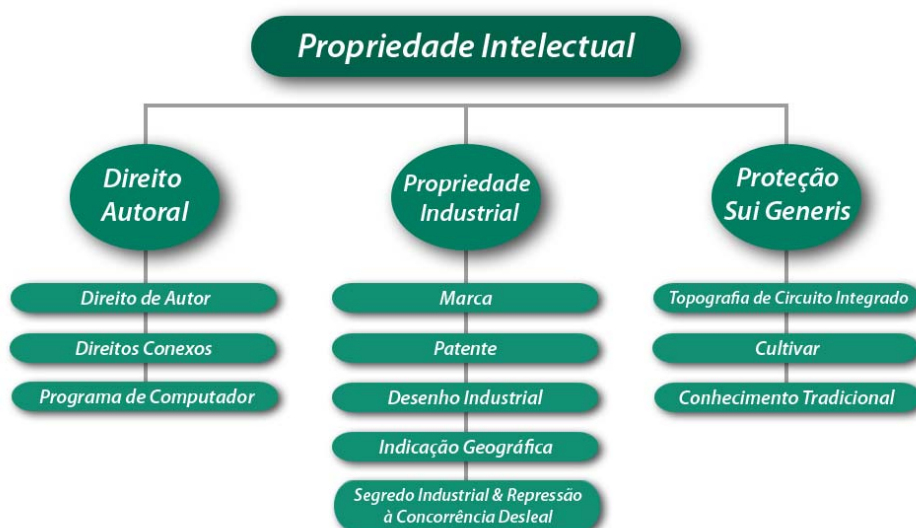 Propriedade Intelectual
Direito
Autoral
Direito de Autor
Direitos Conexos
Programa de Computador
Propriedade
Industrial
Marca
Patente
Desenho Industrial
Indicação Geográfica
Segredo Industrial & Repressão
à Concorrência Desleal
Proteção
Sui Generis
Topografia de Circuito Integrado
Cultivar
Conhecimento Tradicional